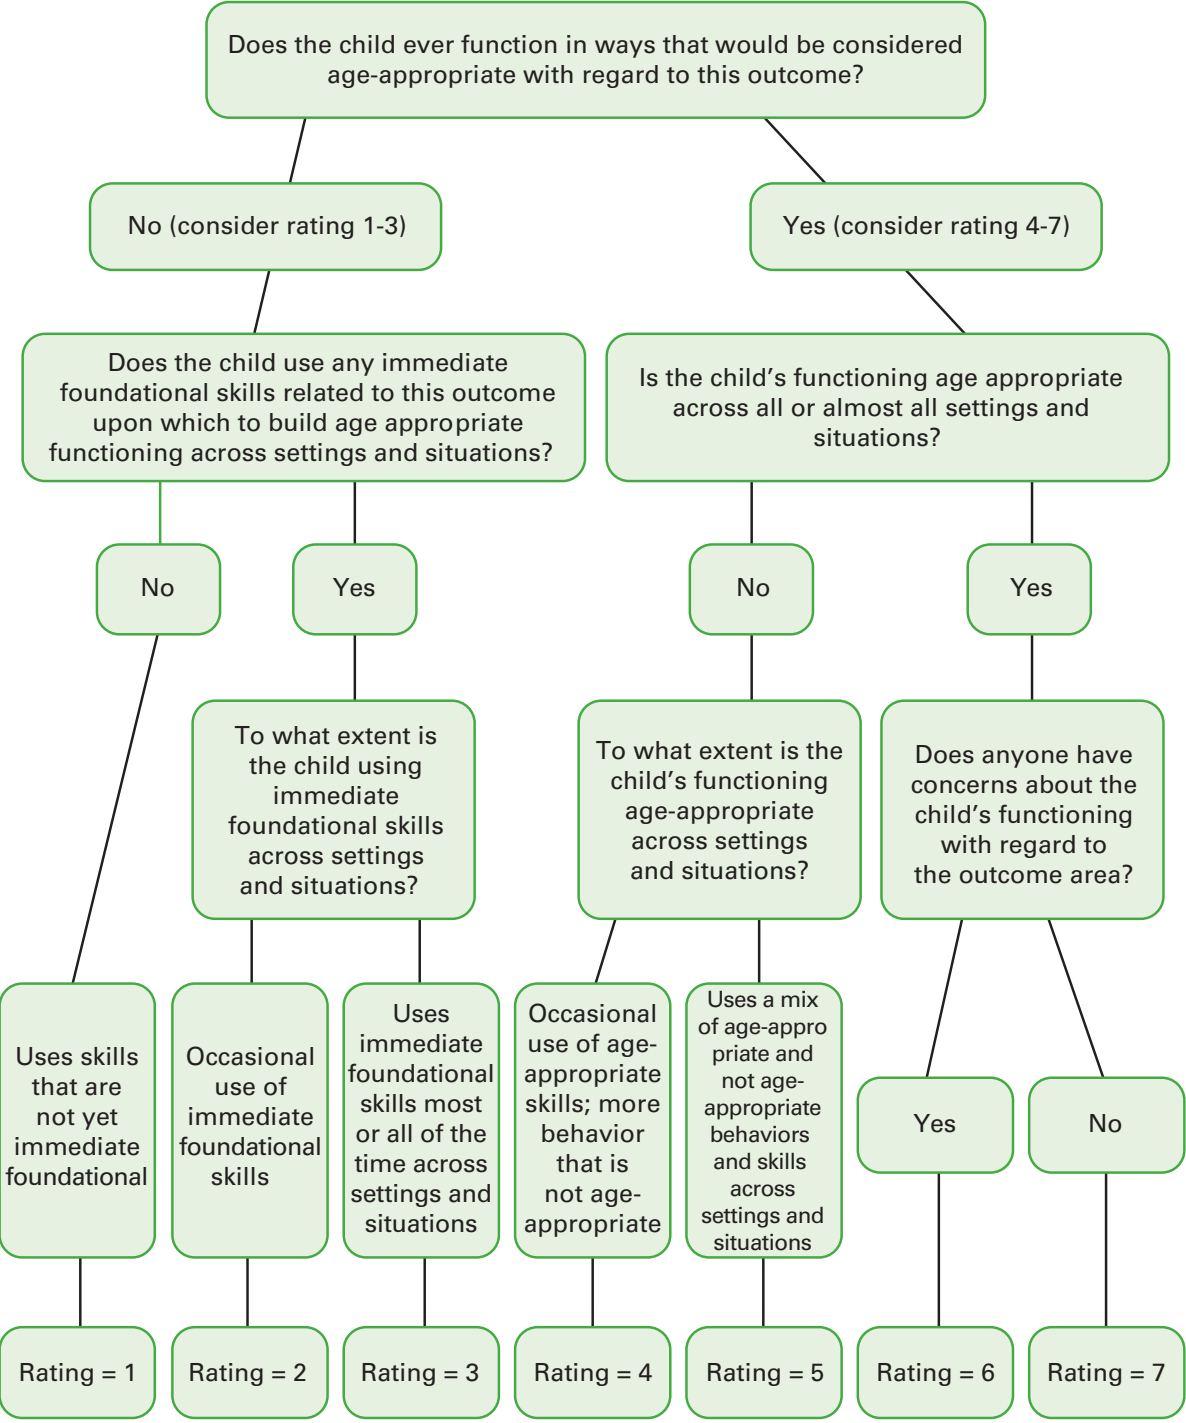 Does the child ever function in ways that would be considered
age-appropriate with regard to this outcome?
No (consider rating 1-3)
Yes (consider rating 4-7)
Does the child use any immediate
foundational skills related to this outcome
upon which to build age appropriate
functioning across settings and situations?
Is the child’s functioning age appropriate
across all or almost all settings and
situations?
No
Yes
No
Yes
To what extent is
the child using
immediate
foundational skills
across settings
and situations?
To what extent is the
child’s functioning
age-appropriate
across settings
and situations?
Does anyone have
concerns about the
child’s functioning
with regard to
the outcome area?
Uses skills
that are
not yet
immediate
foundational
Occasional
use of
immediate
foundational
skills
Uses
immediate
foundational
skills most
or all of the
time across
settings and
situations
Occasional
use of age-
appropriate
skills; more
behavior
that is
not age-
appropriate
Uses a mix
of age-appro
priate and
not age-
appropriate
behaviors
and skills
across
settings and
situations
Yes
No
Rating = 1
Rating = 2
Rating = 3
Rating = 4
Rating = 5
Rating = 6
Rating = 7